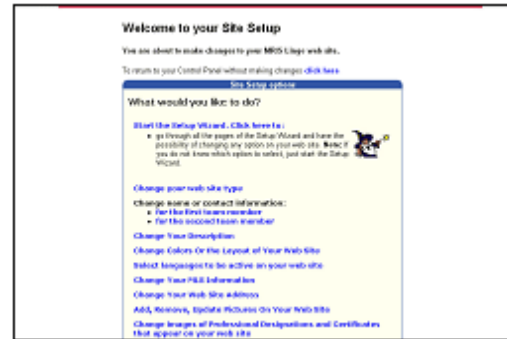 Welcome to your Site Setup
You are about to make changes to your MRIS Lingo web site.
To return to your Control Panel without making changes click here
Site Setup options
What would you like to do?
Start the Setup Wizard. Click here to:
go through all the pages of the Setup Wizard and have the
possibility of changing any option on your web site. Note: If
you do not know which option to select, just start the Setup
Wizard.
Change your web site type
Change name or contact information:
for the first team member
for the second team member
Change Your Description
Change Colors Or the Layout of Your Web Site
Select languages to be active on your web site
Change Your MLS Information
Change Your Web Site Address
Add, Remove, Update Pictures On Your Web Site
Change Images of Professional Designations and Certificates
that appear on your web site